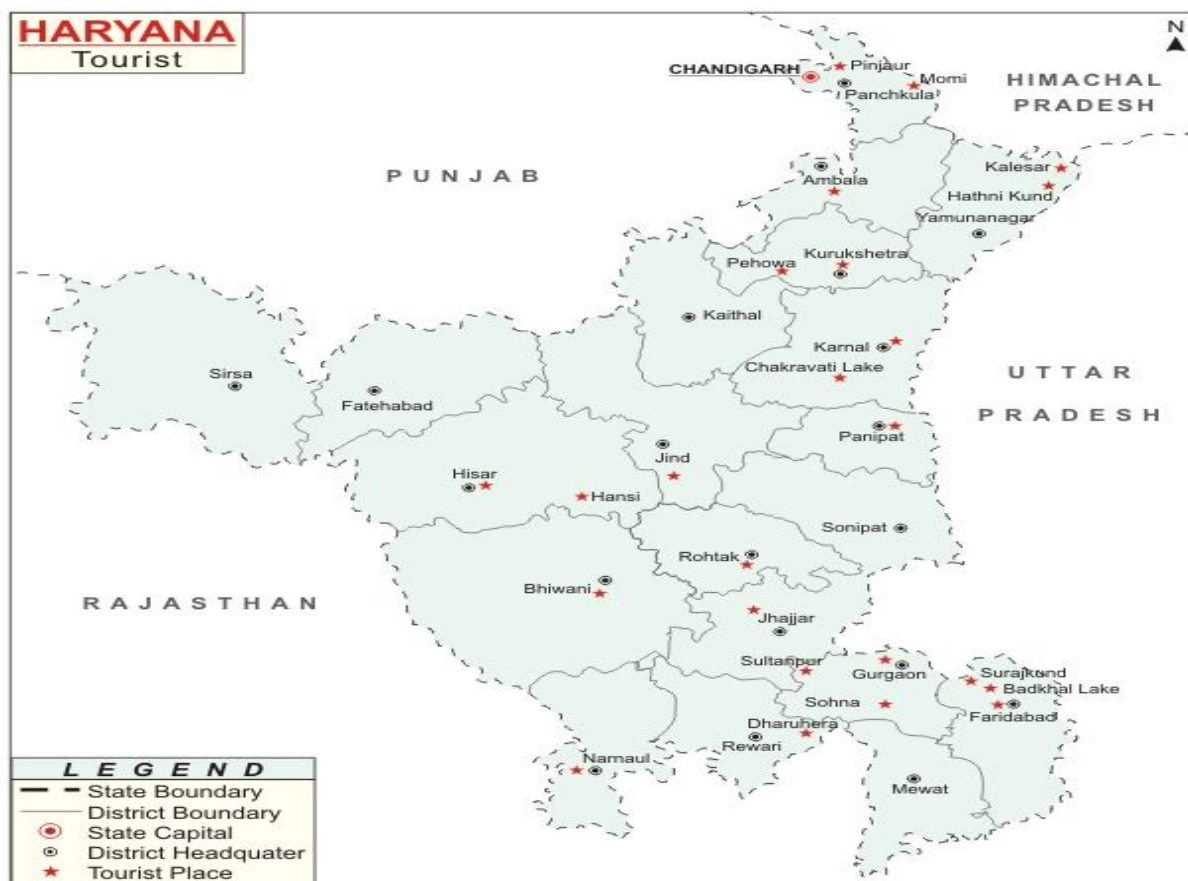 HARYANA
Tourist
N
CHANDIGARH
Pinjaur
Momi
Panchkula
HIMACHAL
PRADESH
PUNJAB
Ambala
Kalesar
Hathni Kund
Yamunanagar
Pehowa
Kurukshetra
Kaithal
Karnal
Chakravati Lake
UTTAR
PRADESH
Sirsa
Fatehabad
Panipat
Jind
Hisar
Hansi
Sonipat
Rohtak
Bhiwani
RAJASTHAN
Jhajjar
Sultanpur
Gurgaon
Surajkund
Badkhal Lake
Sohna
Faridabad
Dharuhera
Rewari
Narnaul
Mewat
LEGEND
State Boundary
District Boundary
State Capital
District Headquater
Tourist Place